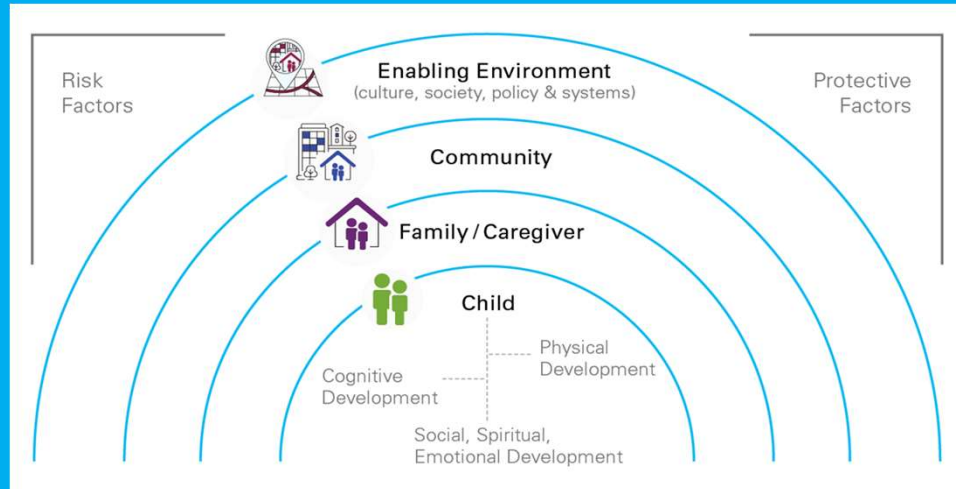 Risk
Factors
Enabling Environment
(culture, society, policy & systems)
Protective
Factors
Community
Family / Caregiver
Child
Physical
Development
Cognitive
Development
Social, Spiritual,
Emotional Development